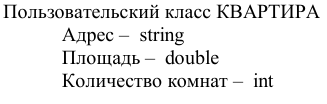 Пользовательский класс КВАРТИРА
Адрес – string
Площадь – double
Количество комнат – int